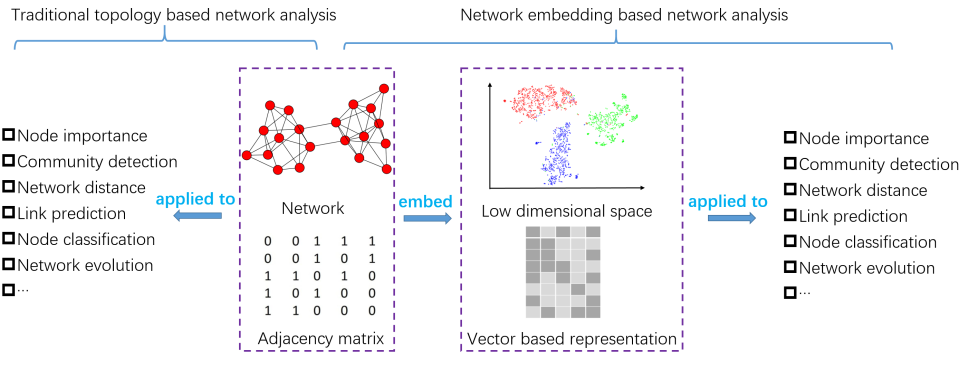 Traditional topology based network analysis
Network embedding based network analysis
Node importance
Community detection
Network distance
Link prediction
Node classification
Network evolution
...
applied to
Network
0 0 1 1 1
0 0 1 0 1
1 1 0 1 0
1 0 1 0 0
1 1 0 0 0
Adjacency matrix
embed
Low dimensional space
Vector based representation
applied to
Node importance
Community detection
Network distance
Link prediction
Node classification
Network evolution
...